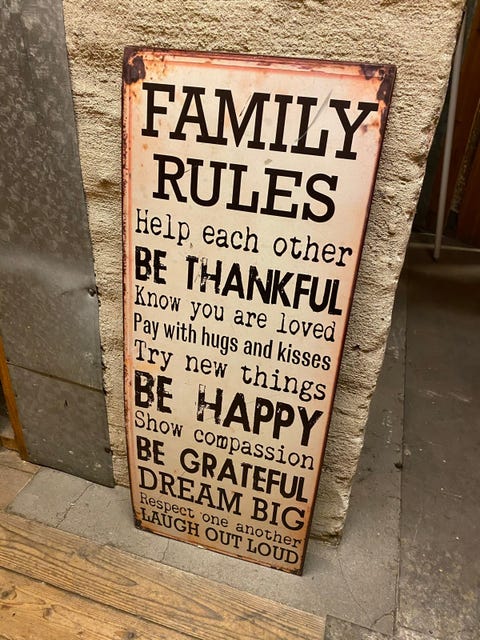 FAMILY
RULES
Help each other
BE THANKFUL
Know you are loved
Pay with hugs and kisses
Try new things
BE HAPPY
Show compassion
BE GRATEFUL
DREAM BIG
Respect one another
LAUGH OUT LOUD